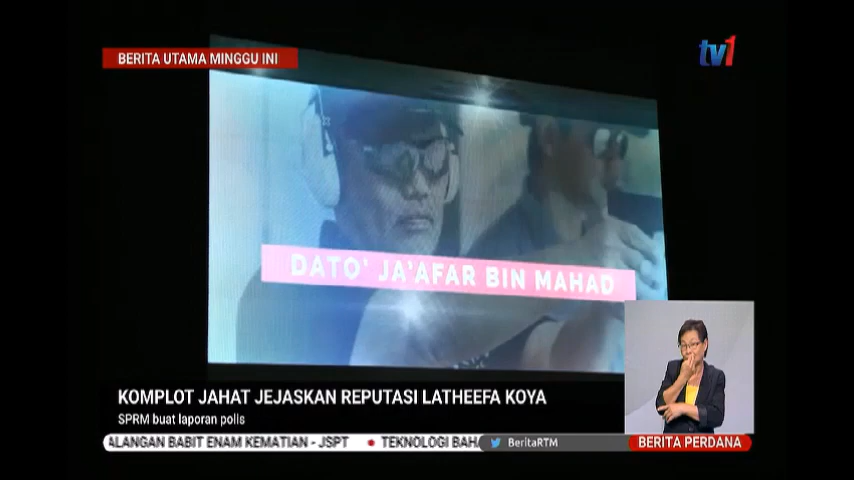 BERITA UTAMA MINGGU INI
tv1
DATO' JA'AFAR BIN MAHAD
KOMPLOT JAHAT JEJASKAN REPUTASI LATHEEFA KOYA
SPRM buat laporan polis
ALANGAN BABIT ENAM KEMATIAN - JSPT • TEKNOLOGI BAHA
BeritaRTM
BERITA PERDANA